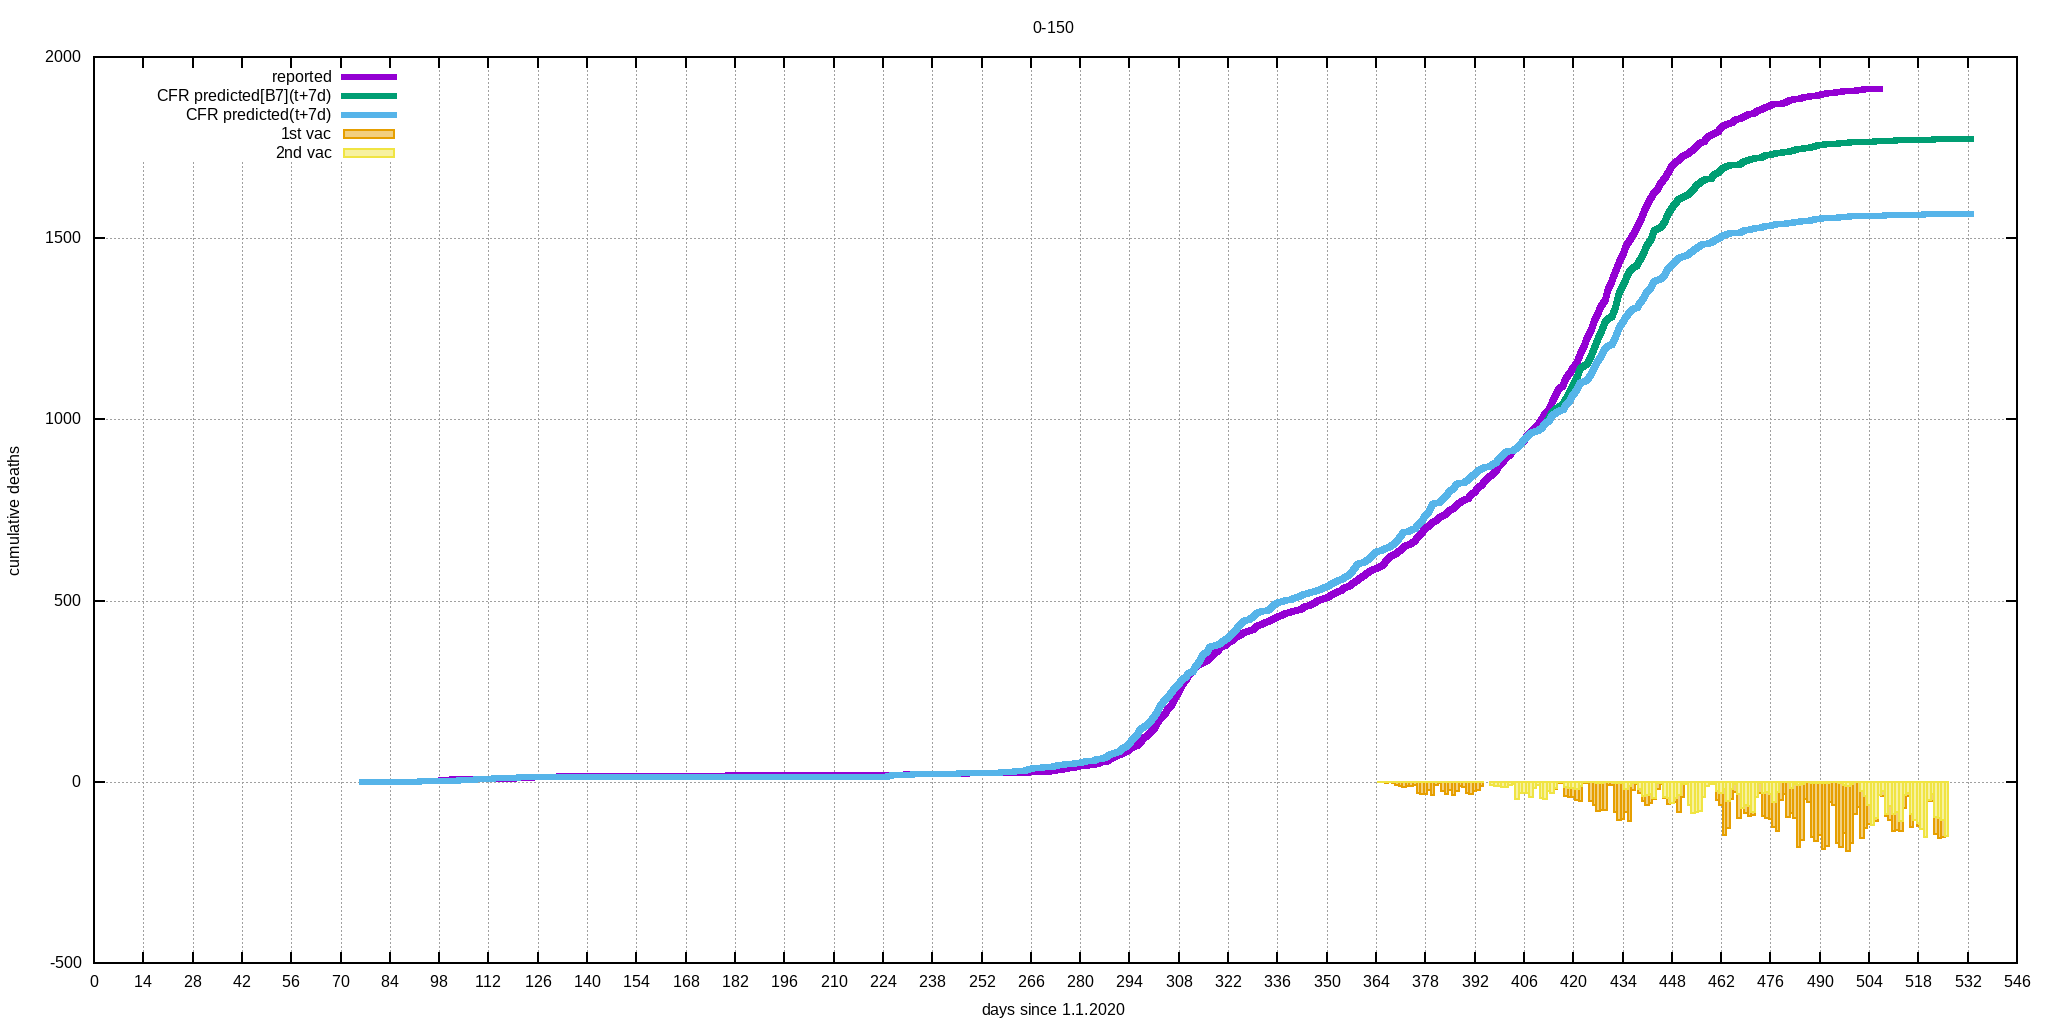 0-150
2000
1500
1000
500
0
-500
cumulative deaths
reported
CFR predicted[B7](t+7d)
CFR predicted(t+7d)
1st vac
2nd vac
0 14 28 42 56 70 84 98 112 126 140 154 168 182 196 210 224 238 252 266 280 294 308 322 336 350 364 378 392 406 420 434 448 462 476 490 504 518 532 546
days since 1.1.2020